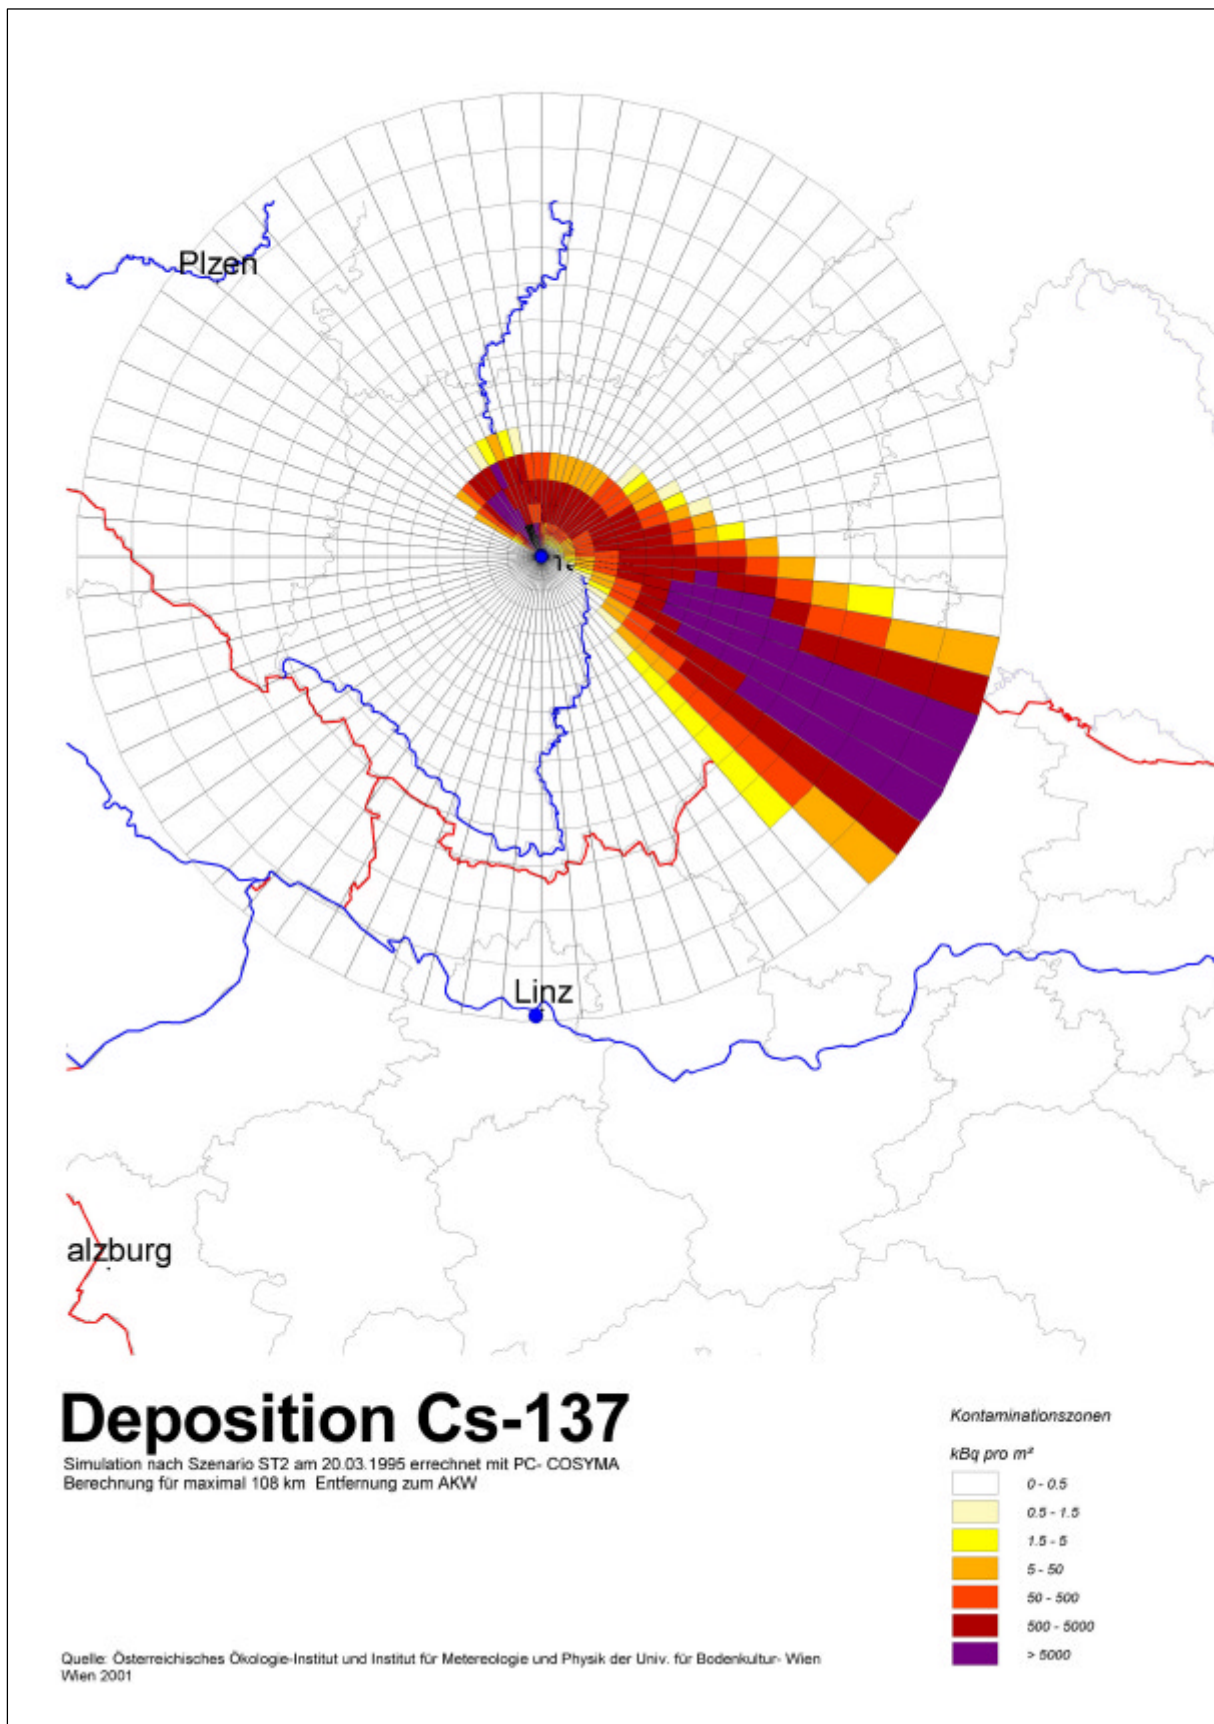 Plzen
Linz
alzburg
Deposition Cs-137
Simulation nach Szenario ST2 am 20.03.1995 errechnet mit PC- COSYMA
Berechnung für maximal 108 km Entfernung zum AKW
Kontaminationszonen
kBq pro m²
0 - 0.5
0.5 - 1.5
1.5 - 5
5 - 50
50 - 500
500 - 5000
> 5000
Quelle: Österreichisches Ökologie-Institut und Institut für Metereologie und Physik der Univ. für Bodenkultur- Wien
Wien 2001